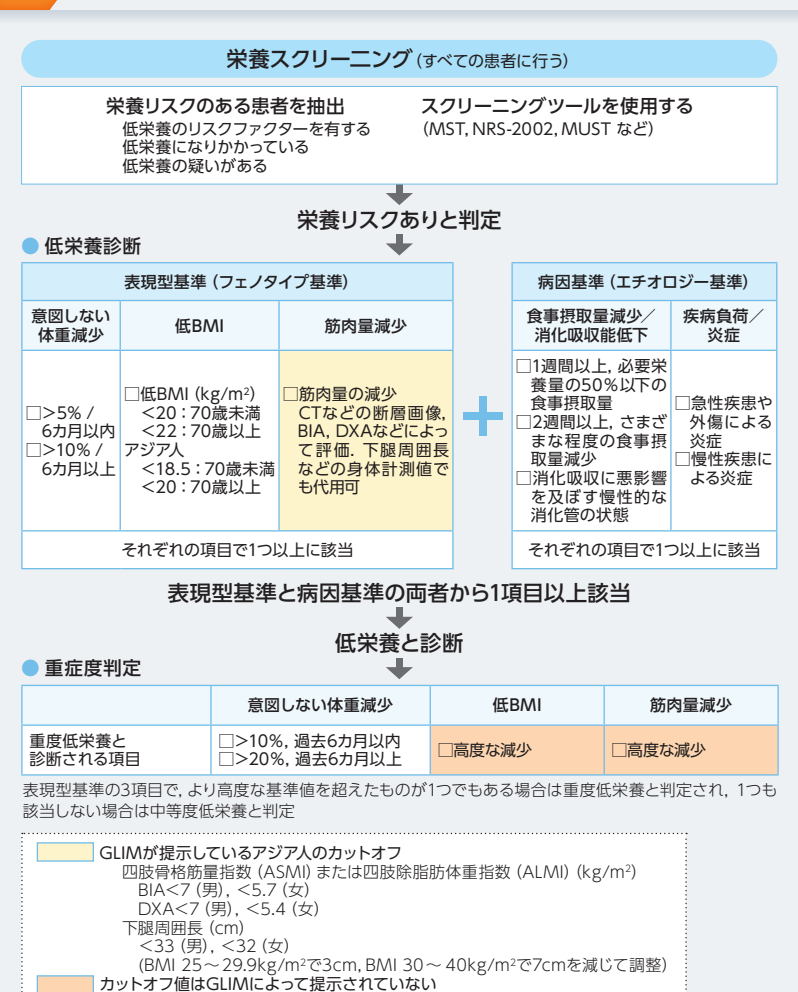 栄養スクリーニング（すべての患者に行う）
栄養リスクのある患者を抽出
低栄養のリスクファクターを有する
低栄養になりかかっている
低栄養の疑いがある
スクリーニングツールを使用する
（MST, NRS-2002, MUST など）
栄養リスクありと判定
● 低栄養診断
表現型基準（フェノタイプ基準）
意図しない
体重減少
低BMI
筋肉量減少
□>5% /
6カ月以内
□>10% /
6カ月以上
□低BMI（kg/m²）
<20：70歳未満
<22：70歳以上
アジア人
<18.5：70歳未満
<20：70歳以上
□筋肉量の減少
CTなどの断層画像,
BIA, DXAなどによっ
て評価. 下腿周囲長
などの身体計測値で
も代用可
それぞれの項目で1つ以上に該当
病因基準（エチオロジー基準）
食事摂取量減少／
消化吸収能低下
疾病負荷／
炎症
□1週間以上, 必要栄
養量の50%以下の
食事摂取量
□2週間以上, さまざ
まな程度の食事摂
取量減少
□消化吸収に悪影響
を及ぼす慢性的な
消化管の状態
□急性疾患や
外傷による
炎症
□慢性疾患に
よる炎症
それぞれの項目で1つ以上に該当
表現型基準と病因基準の両者から1項目以上該当
低栄養と診断
● 重症度判定
意図しない体重減少
低BMI
筋肉量減少
重度低栄養と
診断される項目
□>10%, 過去6カ月以内
□>20%, 過去6カ月以上
□高度な減少
□高度な減少
表現型基準の3項目で, より高度な基準値を超えたものが1つでもある場合は重度低栄養と判定され, 1つも
該当しない場合は中等度低栄養と判定
GLIMが提示しているアジア人のカットオフ
四肢骨格筋量指数（ASMI）または四肢除脂肪体重指数（ALMI）（kg/m²）
BIA<7（男）, <5.7（女）
DXA<7（男）, <5.4（女）
下腿周囲長（cm）
<33（男）, <32（女）
（BMI 25〜29.9kg/m²で3cm, BMI 30〜40kg/m²で7cmを減じて調整）
カットオフ値はGLIMによって提示されていない